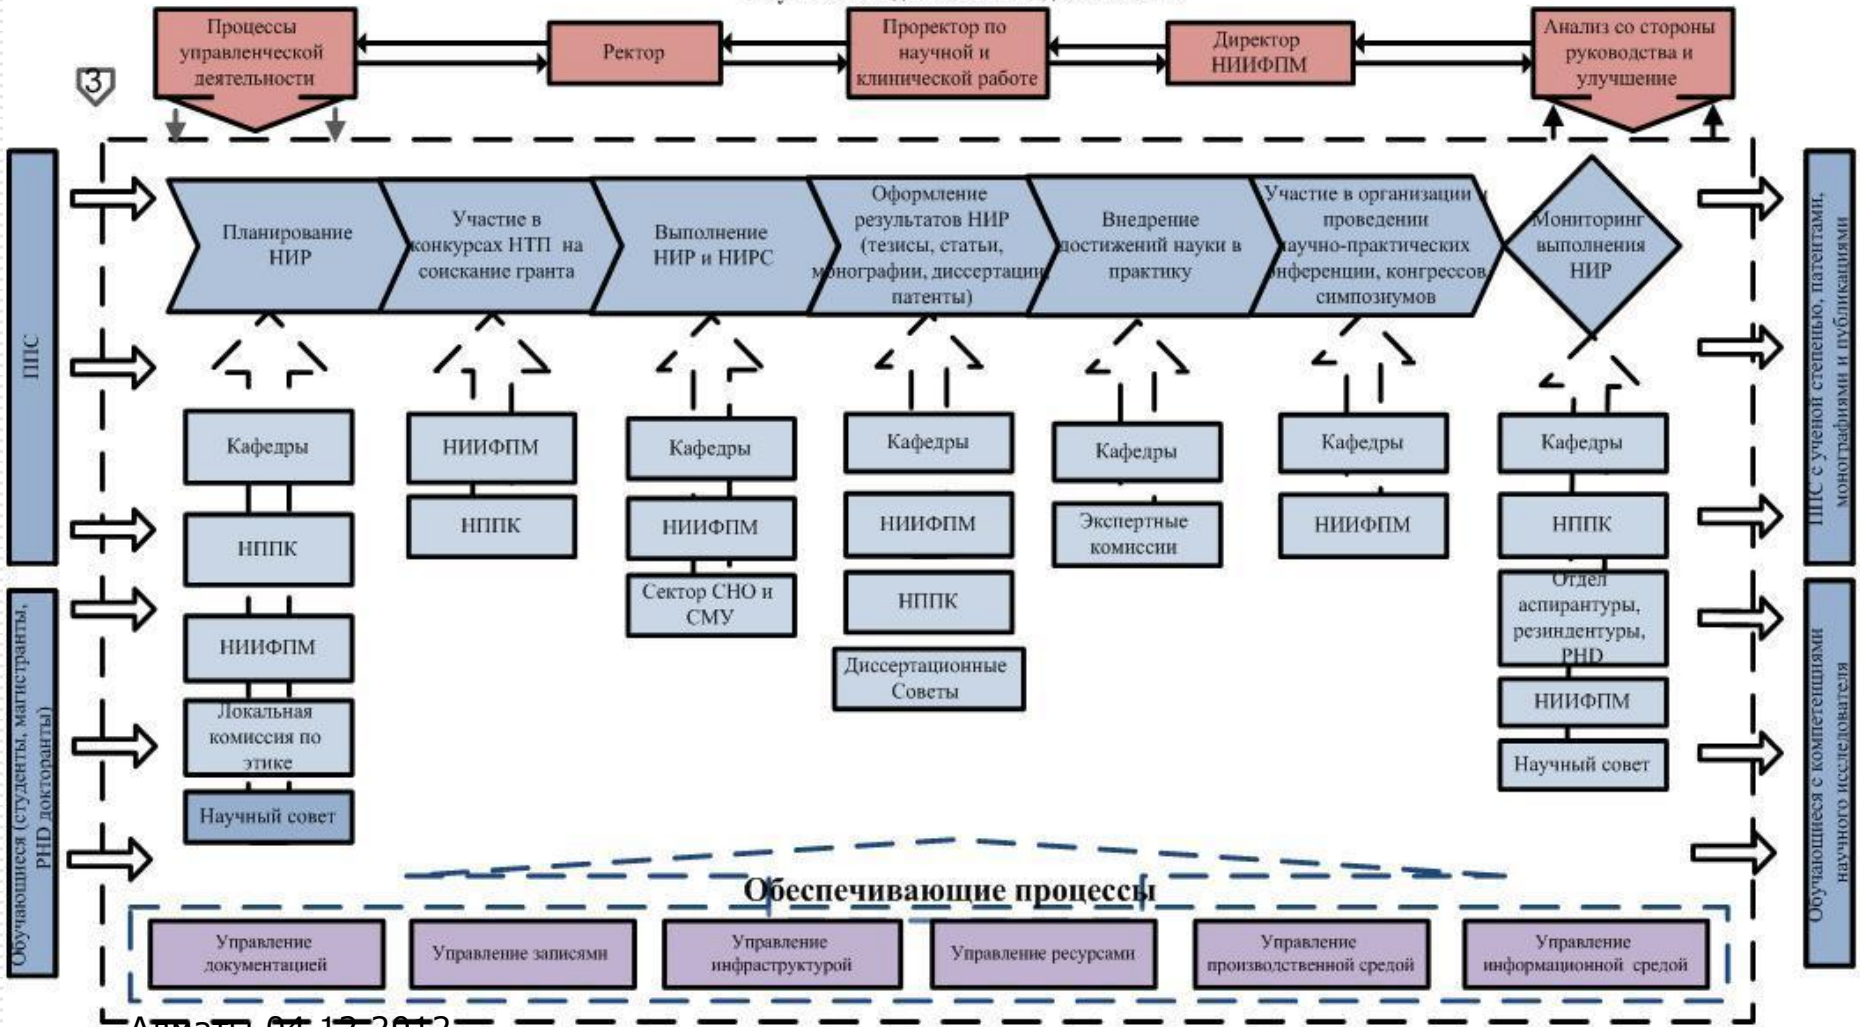 Процессы
управленческой
деятельности
Ректор
Проректор по
научной и
клинической работе
Директор
НИИФПМ
Анализ со стороны
руководства и
улучшение
3
ППС
Обучающиеся (студенты, магистранты,
PHD докторанты)
Планирование
НИР
Участие в
конкурсах НТП на
соискание гранта
Выполнение
НИР и НИРС
Оформление
результатов НИР
(тезисы, статьи,
монографии, диссертации
патенты)
Внедрение
достижений науки в
практику
Участие в организации и
проведении
научно-практических
конференции, конгрессов
симпозиумов
Мониторинг
выполнения
НИР
Кафедры
НППК
НИИФПМ
Локальная
комиссия по
этике
Научный совет
НИИФПМ
НППК
Кафедры
НИИФПМ
Сектор СНО и
СМУ
Кафедры
НИИФПМ
НППК
Диссертационные
Советы
Кафедры
Экспертные
комиссии
Кафедры
НИИФПМ
Кафедры
НППК
Отдел
аспирантуры,
резиндентуры,
PHD
НИИФПМ
Научный совет
ППС с ученой степенью, патентами,
монографиями и публикациями
Обучающиеся с компетенциями
научного исследователя
Обеспечивающие процессы
Управление
документацией
Управление записями
Управление
инфраструктурой
Управление ресурсами
Управление
производственной средой
Управление
информационной средой
Алматы 04.12.2012